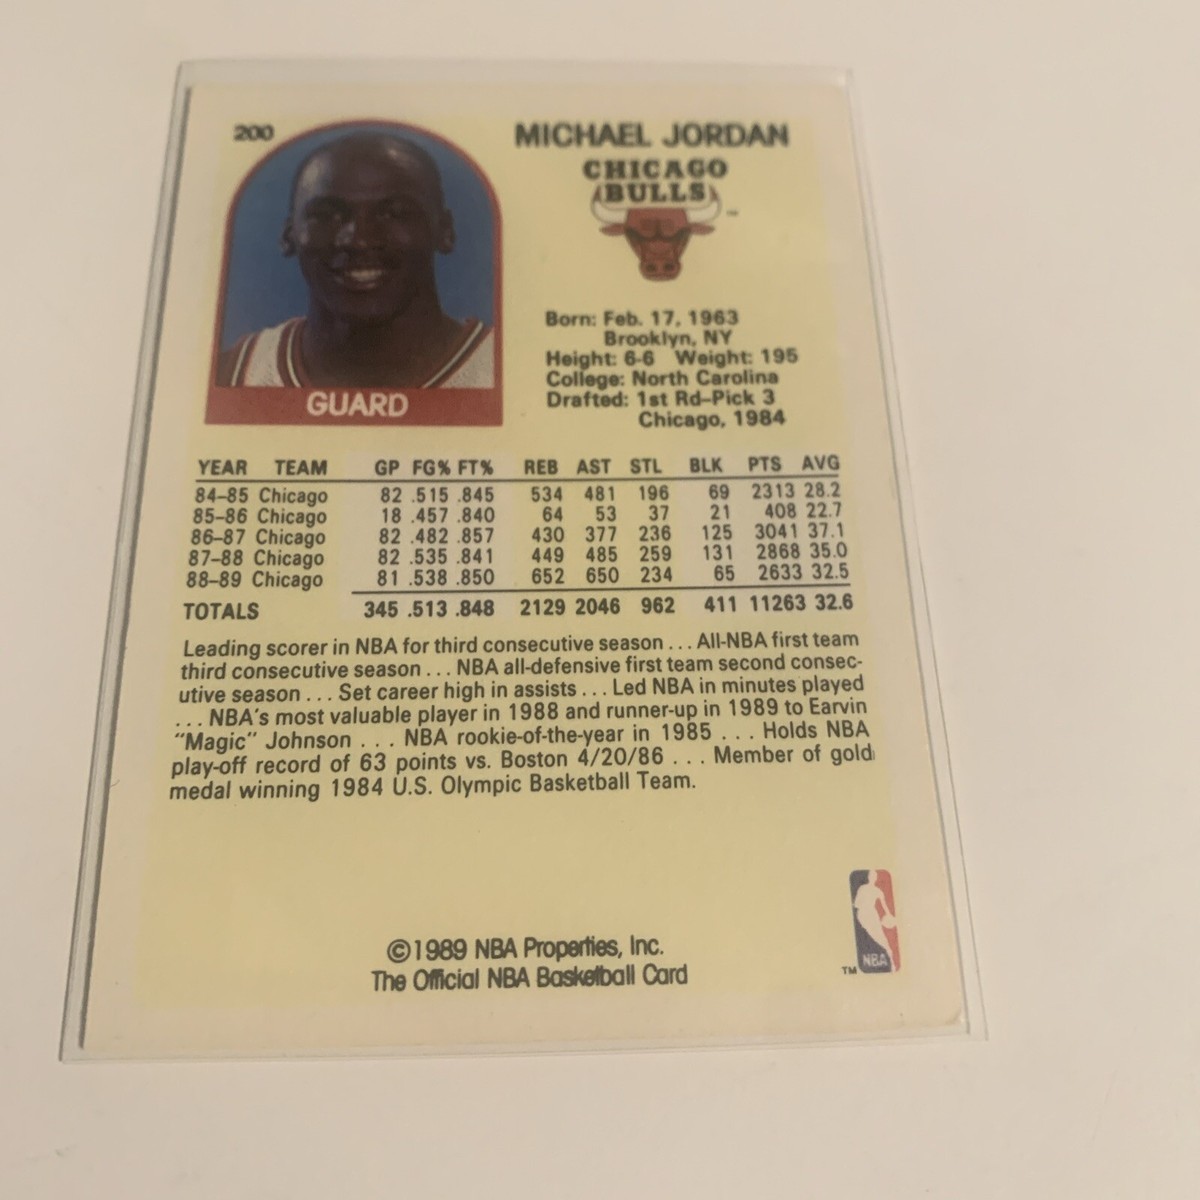 200
MICHAEL JORDAN
CHICAGO
BULLS
™
Born: Feb. 17, 1963
Brooklyn, NY
Height: 6-6 Weight: 195
College: North Carolina
Drafted: 1st Rd–Pick 3
Chicago, 1984
GUARD
YEAR TEAM GP FG% FT% REB AST STL BLK PTS AVG
84–85 Chicago 82 .515 .845 534 481 196 69 2313 28.2
85–86 Chicago 18 .457 .840 64 53 37 21 408 22.7
86–87 Chicago 82 .482 .857 430 377 236 125 3041 37.1
87–88 Chicago 82 .535 .841 449 485 259 131 2868 35.0
88–89 Chicago 81 .538 .850 652 650 234 65 2633 32.5
TOTALS 345 .513 .848 2129 2046 962 411 11263 32.6
Leading scorer in NBA for third consecutive season . . . All-NBA first team
third consecutive season . . . NBA all-defensive first team second consec-
utive season . . . Set career high in assists . . . Led NBA in minutes played
. . . NBA's most valuable player in 1988 and runner-up in 1989 to Earvin
"Magic" Johnson . . . NBA rookie-of-the-year in 1985 . . . Holds NBA
play-off record of 63 points vs. Boston 4/20/86 . . . Member of gold
medal winning 1984 U.S. Olympic Basketball Team.
©1989 NBA Properties, Inc.
The Official NBA Basketball Card
NBA
TM